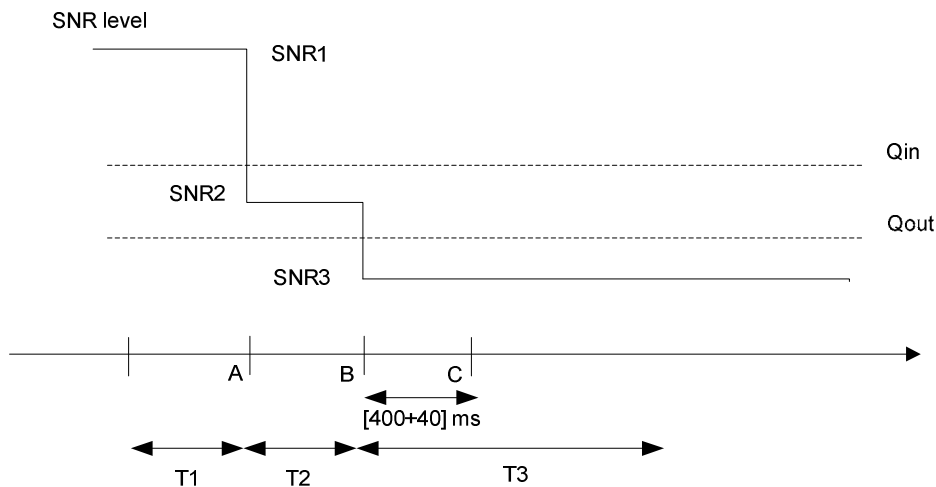 SNR level
SNR1
Qin
SNR2
Qout
SNR3
A
B
C
[400+40] ms
T1
T2
T3